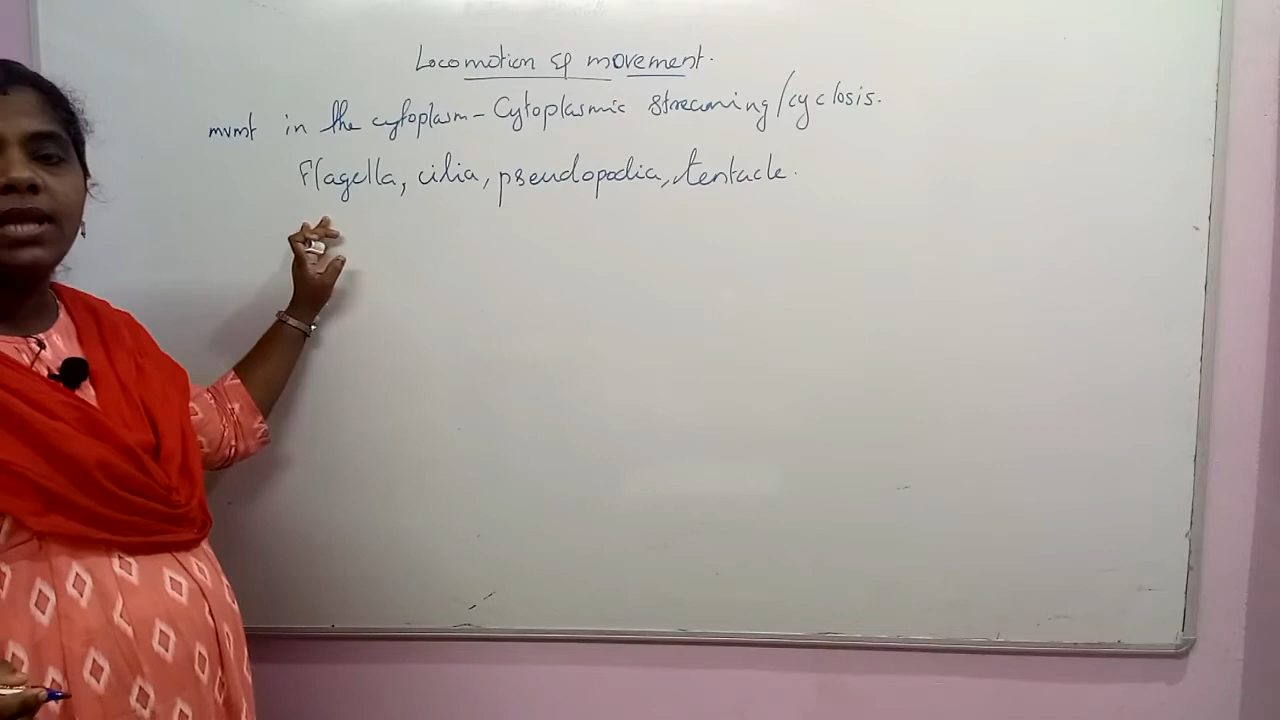 Locomotion & movement.
mvmt in the cytoplasm - Cytoplasmic streaming/cyclosis.
Flagella, cilia, pseudopodia, tentacle.